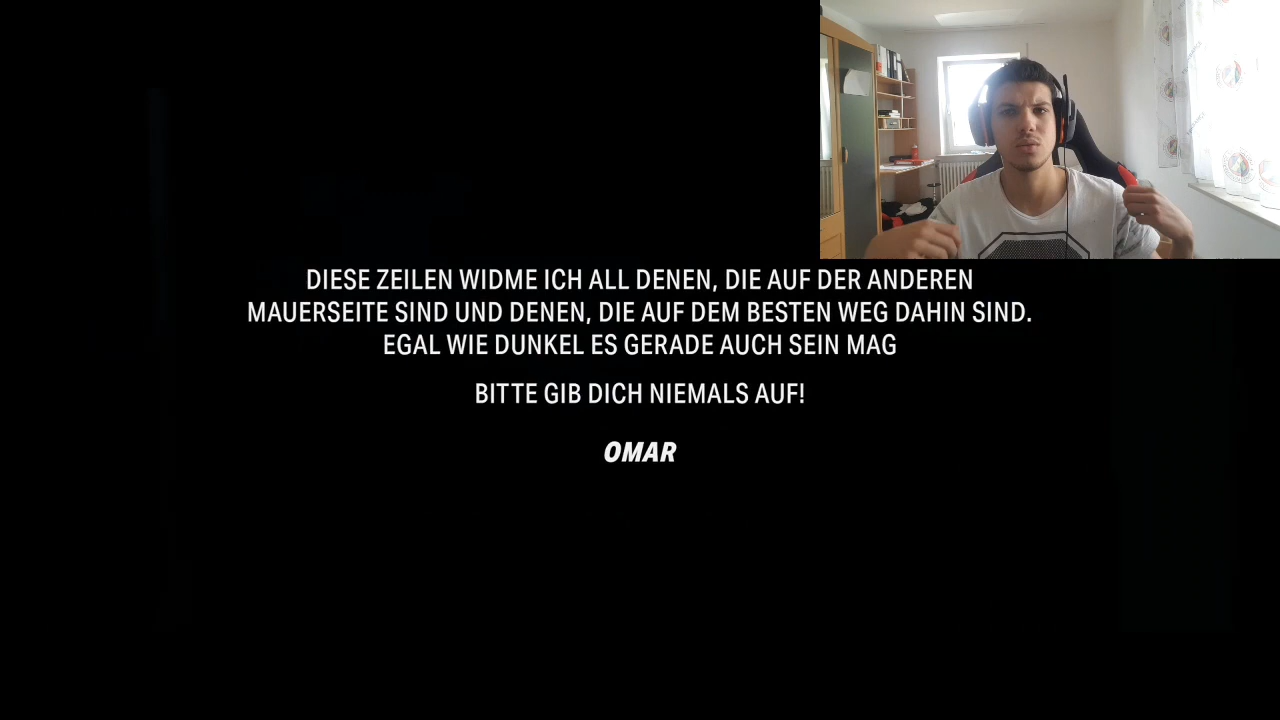 DIESE ZEILEN WIDME ICH ALL DENEN, DIE AUF DER ANDEREN
MAUERSEITE SIND UND DENEN, DIE AUF DEM BESTEN WEG DAHIN SIND.
EGAL WIE DUNKEL ES GERADE AUCH SEIN MAG
BITTE GIB DICH NIEMALS AUF!
OMAR